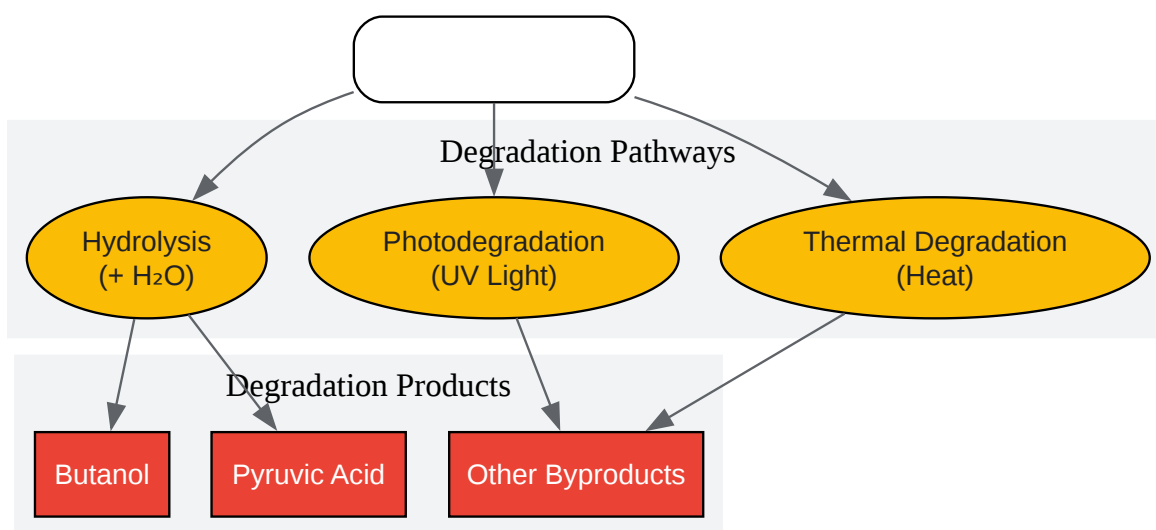 Degradation Pathways
Hydrolysis
(+ H₂O)
Photodegradation
(UV Light)
Thermal Degradation
(Heat)
Degradation Products
Butanol
Pyruvic Acid
Other Byproducts